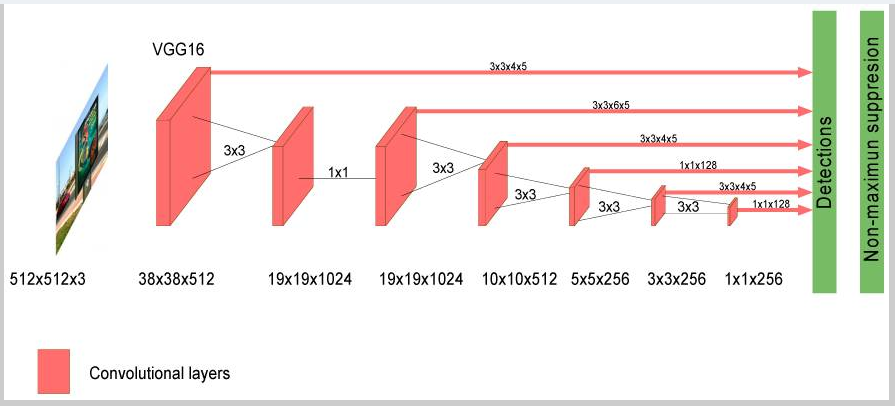 VGG16
3x3x4x5
3x3x6x5
3x3x4x5
1x1x128
3x3x4x5
1x1x128
3x3
1x1
3x3
3x3
3x3
3x3
Detections
Non-maximun suppresion
512x512x3
38x38x512
19x19x1024
19x19x1024
10x10x512
5x5x256
3x3x256
1x1x256
Convolutional layers